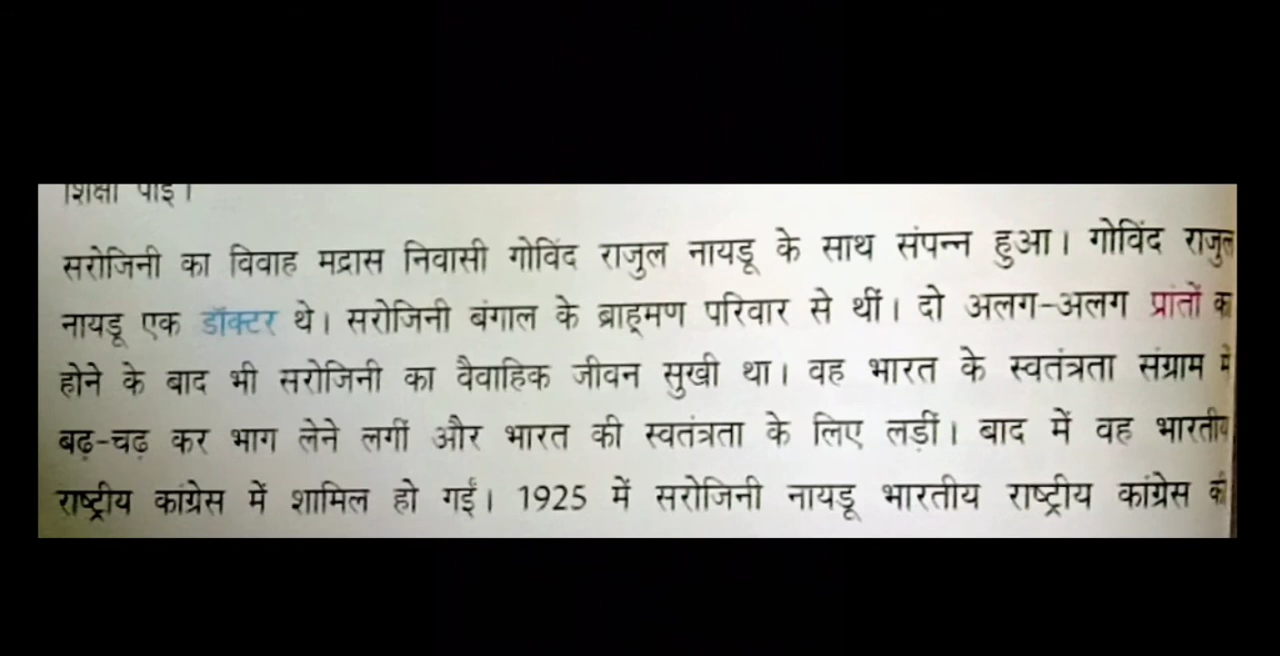 शिक्षा पाई।
सरोजिनी का विवाह मद्रास निवासी गोविंद राजुल नायडू के साथ संपन्न हुआ। गोविंद राजुल
नायडू एक डॉक्टर थे। सरोजिनी बंगाल के ब्राह्मण परिवार से थीं। दो अलग-अलग प्रांतों का
होने के बाद भी सरोजिनी का वैवाहिक जीवन सुखी था। वह भारत के स्वतंत्रता संग्राम में
बढ़-चढ़ कर भाग लेने लगीं और भारत की स्वतंत्रता के लिए लड़ीं। बाद में वह भारतीय
राष्ट्रीय कांग्रेस में शामिल हो गईं। 1925 में सरोजिनी नायडू भारतीय राष्ट्रीय कांग्रेस की